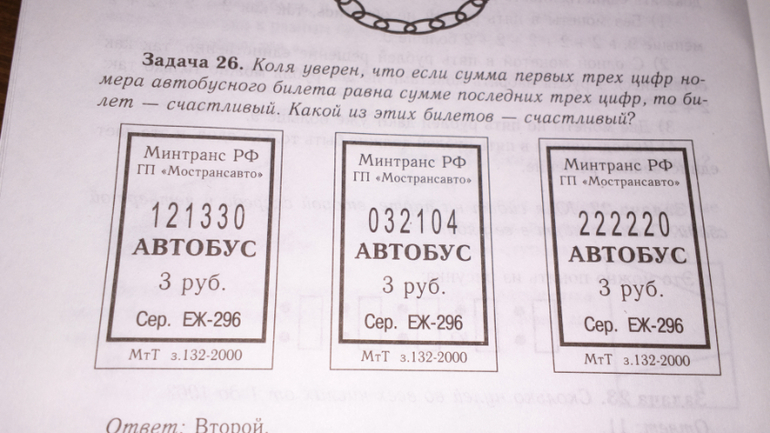 Задача 26. Коля уверен, что если сумма первых трех цифр но-
мера автобусного билета равна сумме последних трех цифр, то би-
лет — счастливый. Какой из этих билетов — счастливый?
Минтранс РФ
ГП «Мострансавто»
121330
АВТОБУС
3 руб.
Сер. ЕЖ-296
МтТ з.132-2000
Минтранс РФ
ГП «Мострансавто»
032104
АВТОБУС
3 руб.
Сер. ЕЖ-296
МтТ з.132-2000
Минтранс РФ
ГП «Мострансавто»
222220
АВТОБУС
3 руб.
Сер. ЕЖ-296
МтТ з.132-2000
Ответ: Второй.